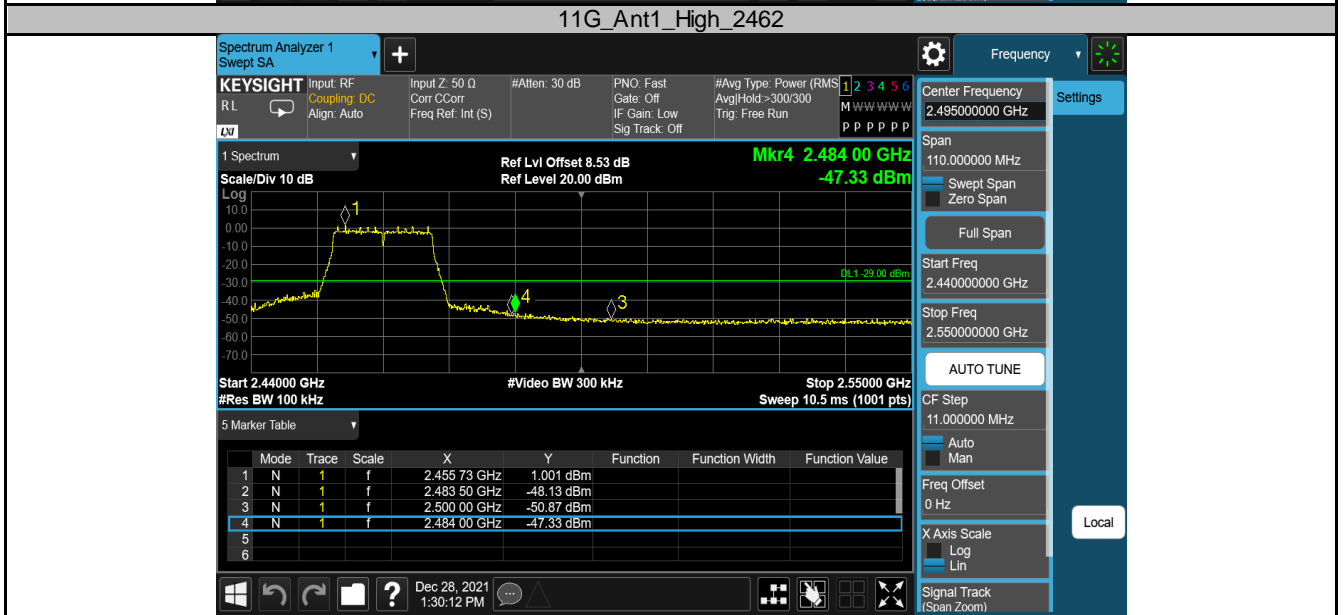 11G_Ant1_High_2462
Spectrum Analyzer 1
Swept SA
+
Frequency
KEYSIGHT
RL
LXI
Input: RF
Coupling: DC
Align: Auto
Input Z: 50 Ω
Corr CCorr
Freq Ref: Int (S)
#Atten: 30 dB
PNO: Fast
Gate: Off
IF Gain: Low
Sig Track: Off
#Avg Type: Power (RMS
Avg|Hold:>300/300
Trig: Free Run
1 2 3 4 5 6
M W W W W W
P P P P P P
Center Frequency
2.495000000 GHz
Settings
1 Spectrum
Scale/Div 10 dB
Ref Lvl Offset 8.53 dB
Ref Level 20.00 dBm
Mkr4 2.484 00 GHz
-47.33 dBm
Span
110.000000 MHz
Swept Span
Zero Span
Full Span
Start Freq
2.440000000 GHz
Stop Freq
2.550000000 GHz
AUTO TUNE
CF Step
11.000000 MHz
Auto
Man
Freq Offset
0 Hz
X Axis Scale
Log
Lin
Signal Track
(Span Zoom)
Local
Log
10.0
0.00
-10.0
-20.0
-30.0
-40.0
-50.0
-60.0
-70.0
1
4
3
DL1 -29.00 dBm
Start 2.44000 GHz
#Video BW 300 kHz
Stop 2.55000 GHz
#Res BW 100 kHz
Sweep 10.5 ms (1001 pts)
5 Marker Table
Mode Trace Scale X Y Function Function Width Function Value
1 N 1 f 2.455 73 GHz 1.001 dBm
2 N 1 f 2.483 50 GHz -48.13 dBm
3 N 1 f 2.500 00 GHz -50.87 dBm
4 N 1 f 2.484 00 GHz -47.33 dBm
5
6
?
Dec 28, 2021
1:30:12 PM